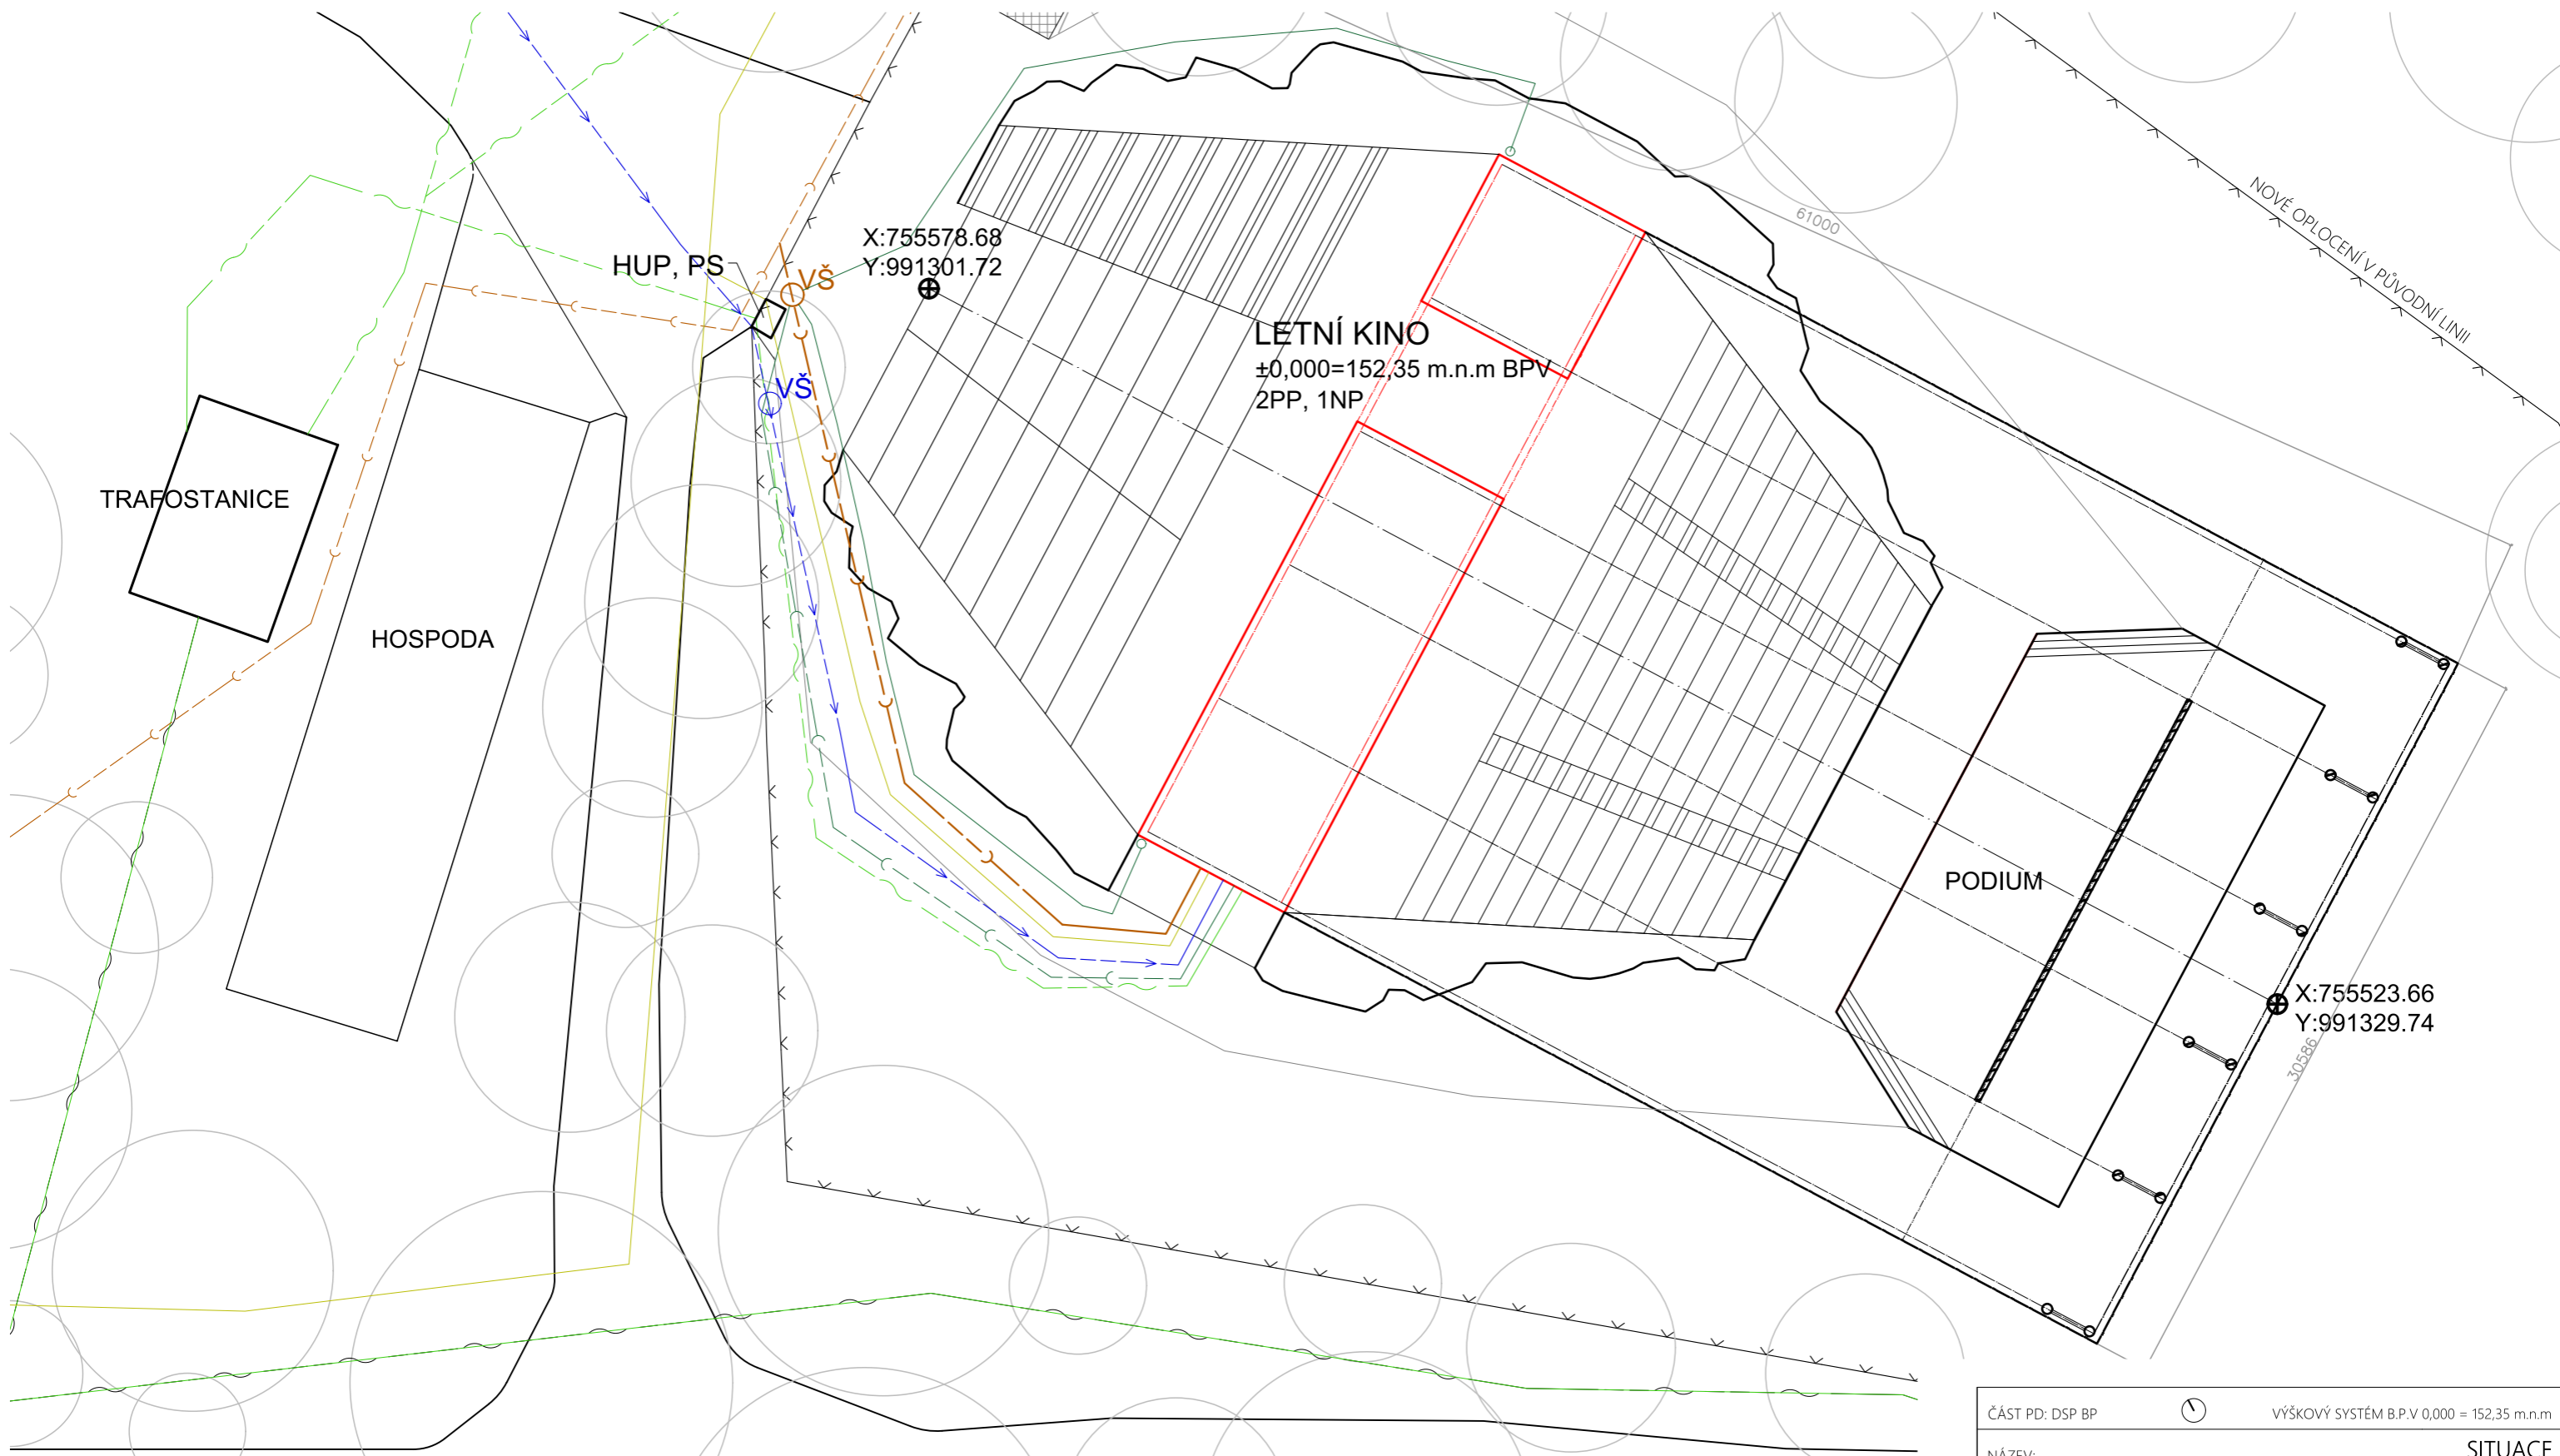 61000
NOVÉ OPLOCENÍ V PŮVODNÍ LINII
X:755578.68
Y:991301.72
HUP, PS
VŠ
LETNÍ KINO
±0,000=152,35 m.n.m BPV
2PP, 1NP
VŠ
TRAFOSTANICE
HOSPODA
PODIUM
X:755523.66
Y:991329.74
30586
ČÁST PD: DSP BP
VÝŠKOVÝ SYSTÉM B.P.V 0,000 = 152,35 m.n.m
NÁZEV:
SITUACE